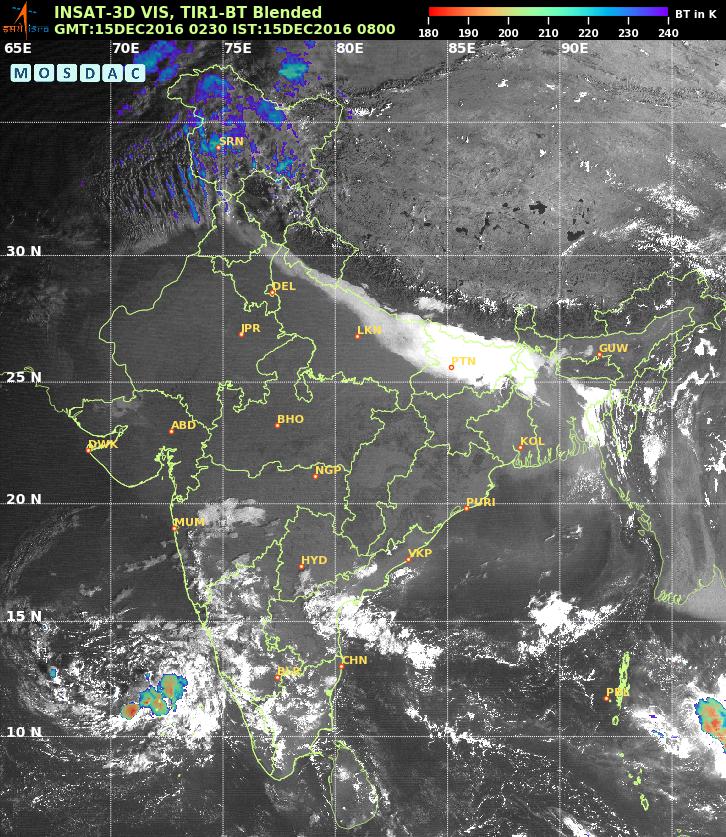 INSAT-3D VIS, TIR1-BT Blended
GMT:15DEC2016 0230 IST:15DEC2016 0800
BT in K
180 190 200 210 220 230 240
65E 70E 75E 80E 85E 90E
MOSDAC
SRN
30 N
DEL
JPR LKN GUW
PTN
25 N
ABD BHO
DWK KOL
NGP
20 N PURI
MUM
HYD VKP
15 N
CHN
BLR
10 N